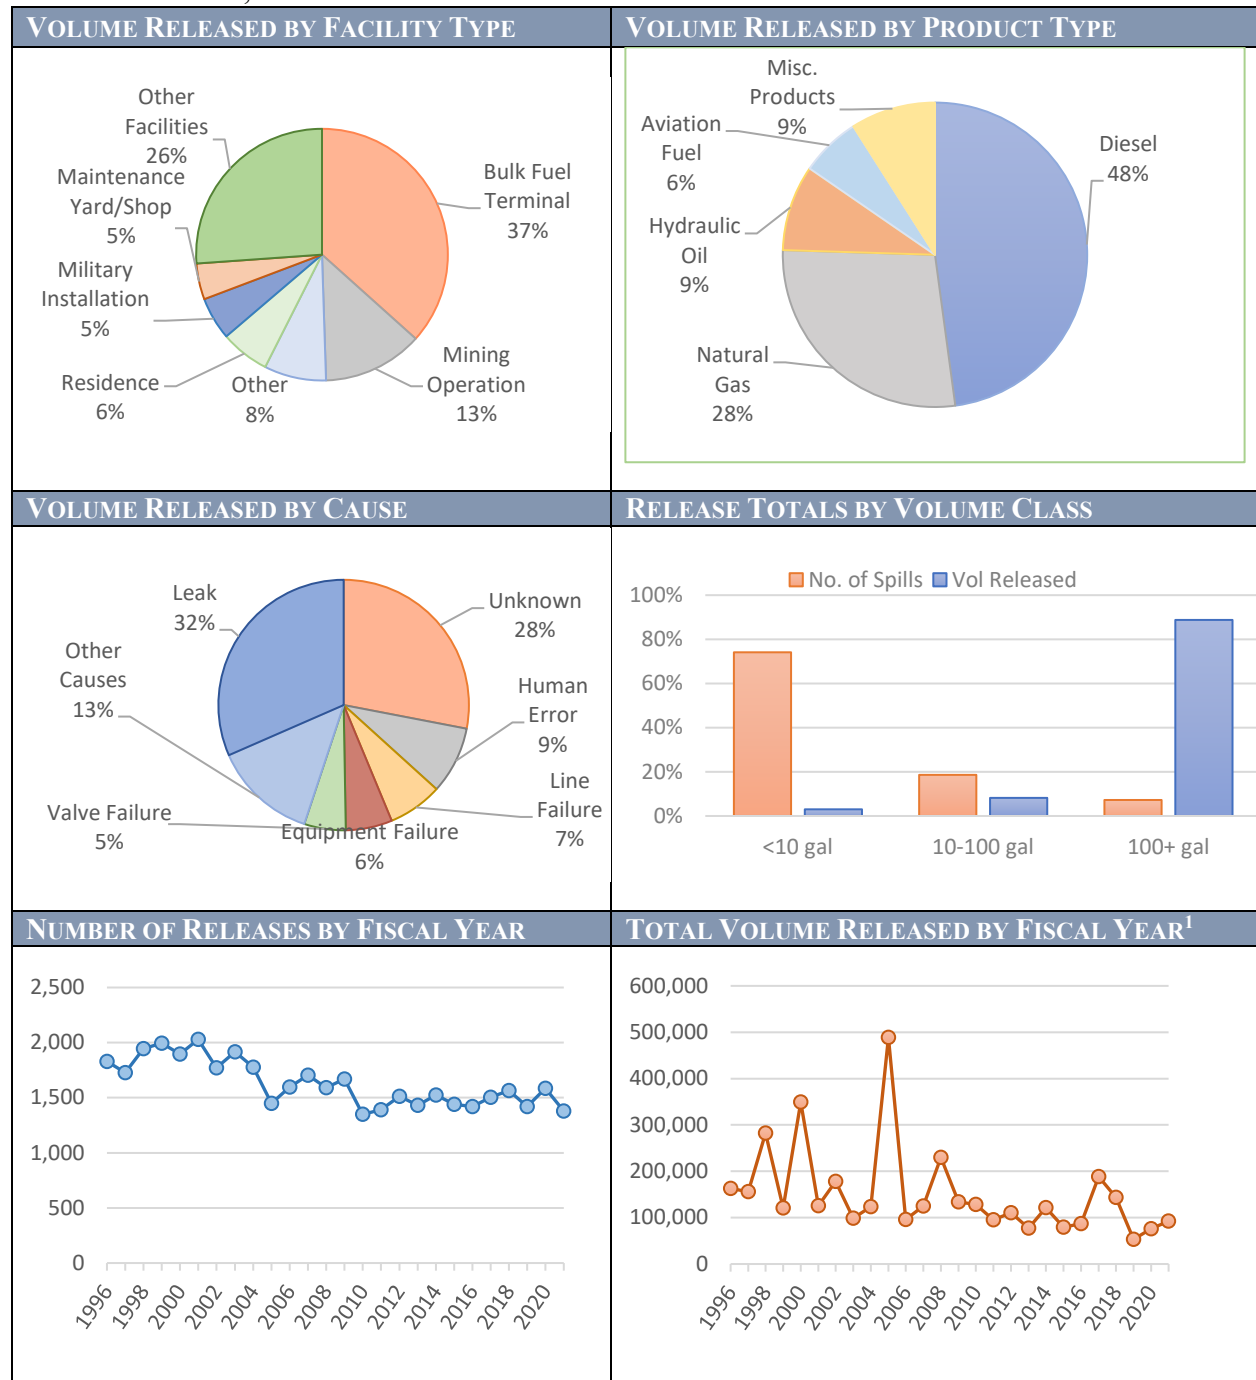 VOLUME RELEASED BY FACILITY TYPE
Other
Facilities
26%
Maintenance
Yard/Shop
5%
Military
Installation
5%
Residence
6%
Other
8%
Bulk Fuel
Terminal
37%
Mining
Operation
13%
VOLUME RELEASED BY PRODUCT TYPE
Misc.
Products
9%
Aviation
Fuel
6%
Hydraulic
Oil
9%
Natural
Gas
28%
Diesel
48%
VOLUME RELEASED BY CAUSE
Leak
32%
Other
Causes
13%
Valve Failure
5%
Equipment Failure
6%
Unknown
28%
Human
Error
9%
Line
Failure
7%
RELEASE TOTALS BY VOLUME CLASS
No. of Spills Vol Released
100%
80%
60%
40%
20%
0%
<10 gal 10-100 gal 100+ gal
NUMBER OF RELEASES BY FISCAL YEAR
2,500
2,000
1,500
1,000
500
0
1996 1998 2000 2002 2004 2006 2008 2010 2012 2014 2016 2018 2020
TOTAL VOLUME RELEASED BY FISCAL YEAR¹
600,000
500,000
400,000
300,000
200,000
100,000
0
1996 1998 2000 2002 2004 2006 2008 2010 2012 2014 2016 2018 2020